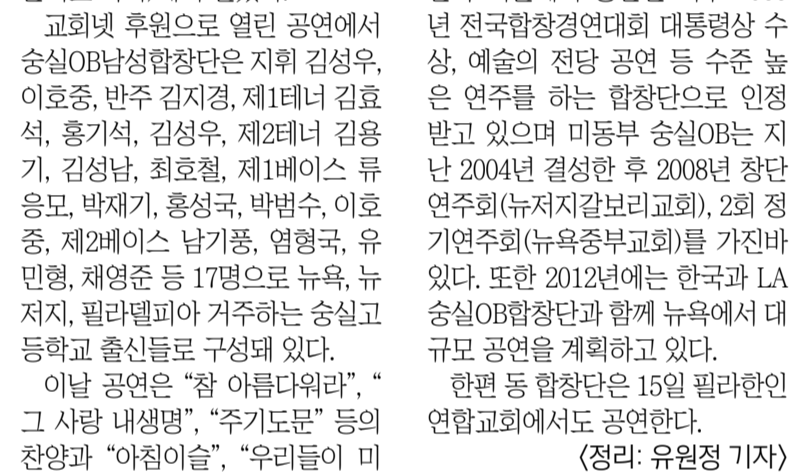 교회넷 후원으로 열린 공연에서
숭실OB남성합창단은 지휘 김성우,
이호중, 반주 김지경, 제1테너 김효
석, 홍기석, 김성우, 제2테너 김용
기, 김성남, 최호철, 제1베이스 류
응모, 박재기, 홍성국, 박범수, 이호
중, 제2베이스 남기풍, 염형국, 유
민형, 채영준 등 17명으로 뉴욕, 뉴
저지, 필라델피아 거주하는 숭실고
등학교 출신들로 구성돼 있다.
이날 공연은 “참 아름다워라”, “
그 사랑 내생명”, “주기도문” 등의
찬양과 “아침이슬”, “우리들이 미
년 전국합창경연대회 대통령상 수
상, 예술의 전당 공연 등 수준 높
은 연주를 하는 합창단으로 인정
받고 있으며 미동부 숭실OB는 지
난 2004년 결성한 후 2008년 창단
연주회(뉴저지갈보리교회), 2회 정
기연주회(뉴욕중부교회)를 가진바
있다. 또한 2012년에는 한국과 LA
숭실OB합창단과 함께 뉴욕에서 대
규모 공연을 계획하고 있다.
한편 동 합창단은 15일 필라한인
연합교회에서도 공연한다.
〈정리: 유원정 기자〉